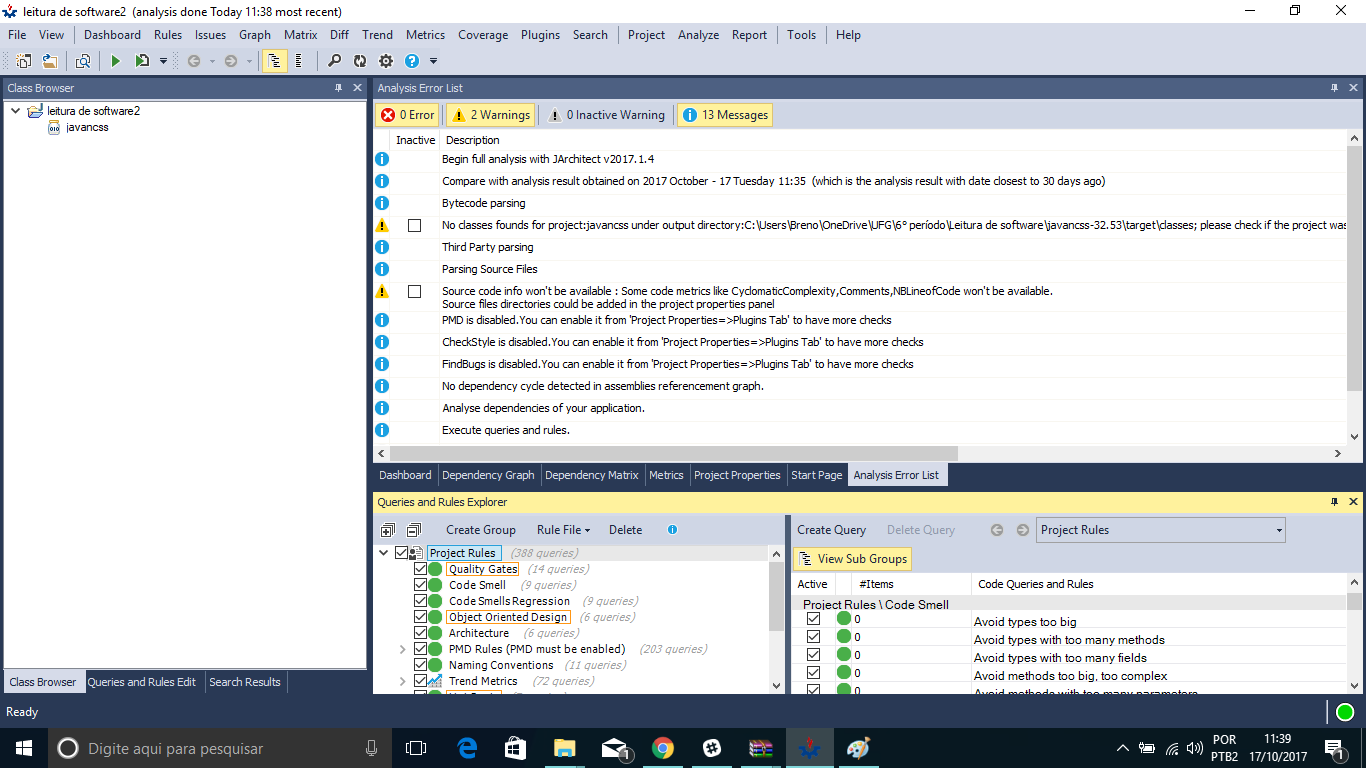 leitura de software2  (analysis done Today 11:38 most recent)
File View Dashboard Rules Issues Graph Matrix Diff Trend Metrics Coverage Plugins Search Project Analyze Report Tools Help
Class Browser
leitura de software2
javancss
Class Browser Queries and Rules Edit Search Results
Analysis Error List
0 Error 2 Warnings 0 Inactive Warning 13 Messages
Inactive Description
Begin full analysis with JArchitect v2017.1.4
Compare with analysis result obtained on 2017 October - 17 Tuesday 11:35  (which is the analysis result with date closest to 30 days ago)
Bytecode parsing
No classes founds for project:javancss under output directory:C:\Users\Breno\OneDrive\UFG\6° período\Leitura de software\javancss-32.53\target\classes; please check if the project was
Third Party parsing
Parsing Source Files
Source code info won't be available : Some code metrics like CyclomaticComplexity,Comments,NBLineofCode won't be available.
Source files directories could be added in the project properties panel
PMD is disabled.You can enable it from 'Project Properties=>Plugins Tab' to have more checks
CheckStyle is disabled.You can enable it from 'Project Properties=>Plugins Tab' to have more checks
FindBugs is disabled.You can enable it from 'Project Properties=>Plugins Tab' to have more checks
No dependency cycle detected in assemblies referencement graph.
Analyse dependencies of your application.
Execute queries and rules.
Dashboard Dependency Graph Dependency Matrix Metrics Project Properties Start Page Analysis Error List
Queries and Rules Explorer
Create Group Rule File Delete
Project Rules (388 queries)
Quality Gates (14 queries)
Code Smell (9 queries)
Code Smells Regression (9 queries)
Object Oriented Design (6 queries)
Architecture (6 queries)
PMD Rules (PMD must be enabled) (203 queries)
Naming Conventions (11 queries)
Trend Metrics (72 queries)
Create Query Delete Query Project Rules
View Sub Groups
Active #Items Code Queries and Rules
Project Rules \ Code Smell
0 Avoid types too big
0 Avoid types with too many methods
0 Avoid types with too many fields
0 Avoid methods too big, too complex
0 Avoid methods with too many parameters
Ready
Digite aqui para pesquisar
1
POR
PTB2
11:39
17/10/2017
1